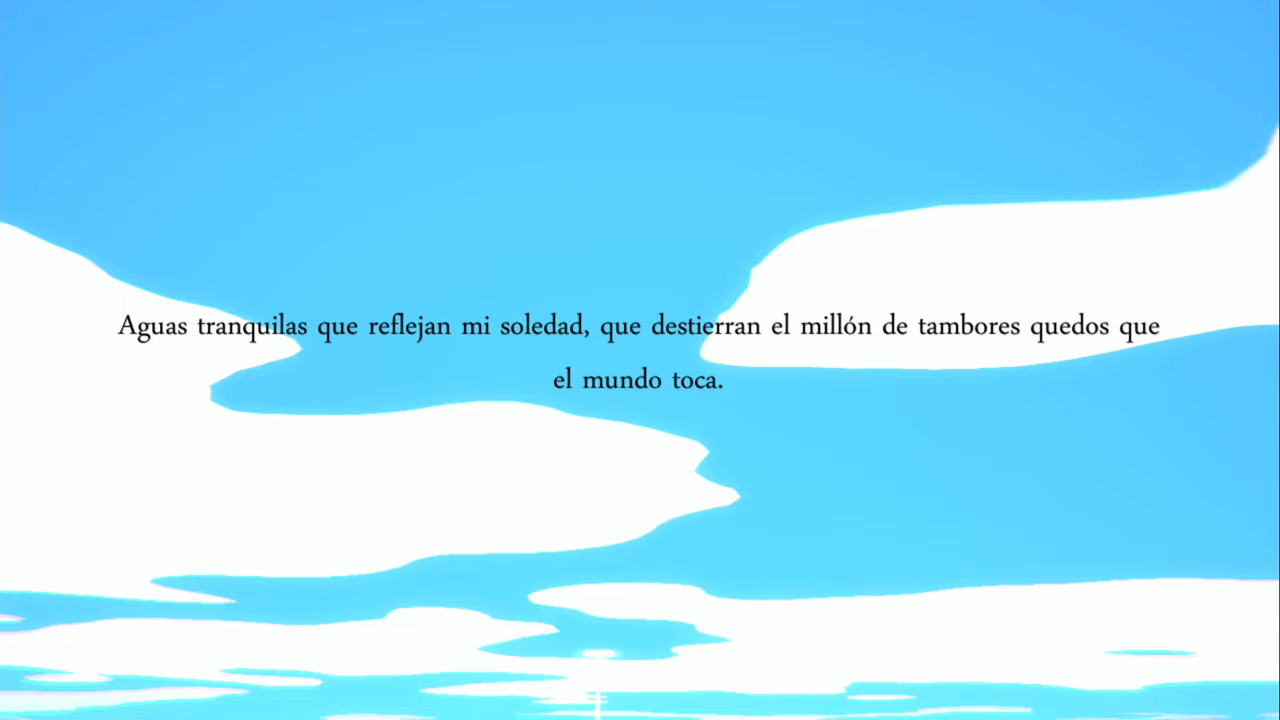 Aguas tranquilas que reflejan mi soledad, que destierran el millón de tambores quedos que
el mundo toca.